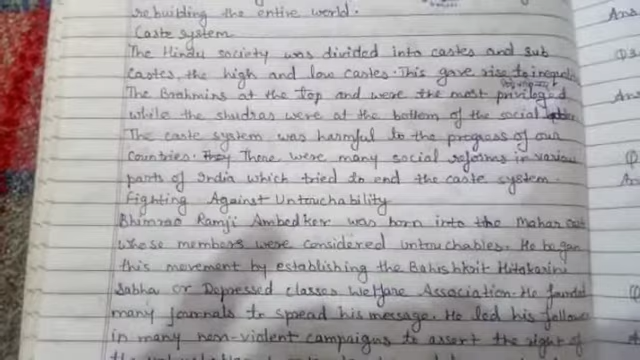 rebuilding the entire world.
Caste system
The Hindu society was divided into castes and sub
castes, the high and low castes. This gave rise to
The Brahmins at the top and were the most privileged
while the shudras were at the bottom of the social
The caste system was harmful to the progress of our
countries. They There were many social reforms in various
parts of India which tried to end the caste system.
Fighting Against Untouchability
Bhimrao Ramji Ambedker was born into the Mahar
whose members were considered untouchables. He began
this movement by establishing the Bahishkrit Hitakarini
Sabha or Depressed classes Welfare Association. He founded
many journals to spread his message. He led his
in many non-violent campaigns to assert the right of
Ans
Ans